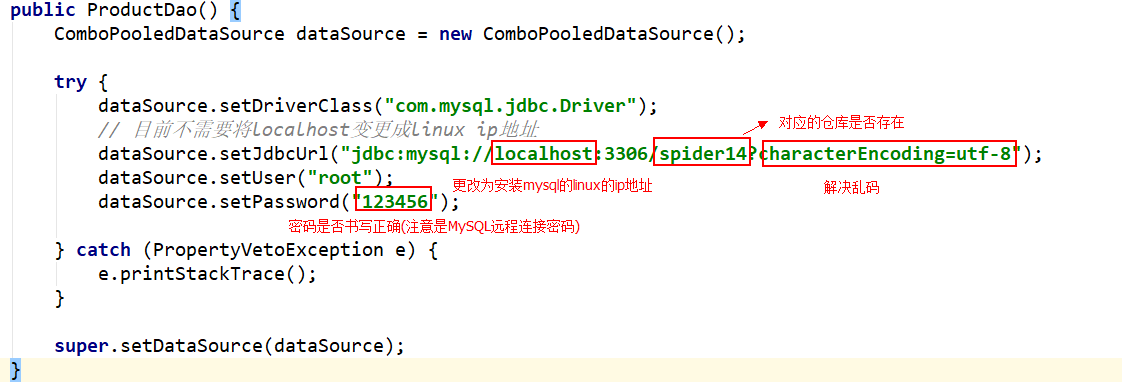 public ProductDao() {
ComboPooledDataSource dataSource = new ComboPooledDataSource();
try {
dataSource.setDriverClass("com.mysql.jdbc.Driver");
// 目前不需要将localhost变更成linux ip地址
对应的仓库是否存在
dataSource.setJdbcUrl("jdbc:mysql://localhost:3306/spider14?characterEncoding=utf-8");
dataSource.setUser("root");
更改为安装mysql的linux的ip地址
解决乱码
dataSource.setPassword("123456");
密码是否书写正确(注意是MySQL远程连接密码)
} catch (PropertyVetoException e) {
e.printStackTrace();
}
super.setDataSource(dataSource);
}